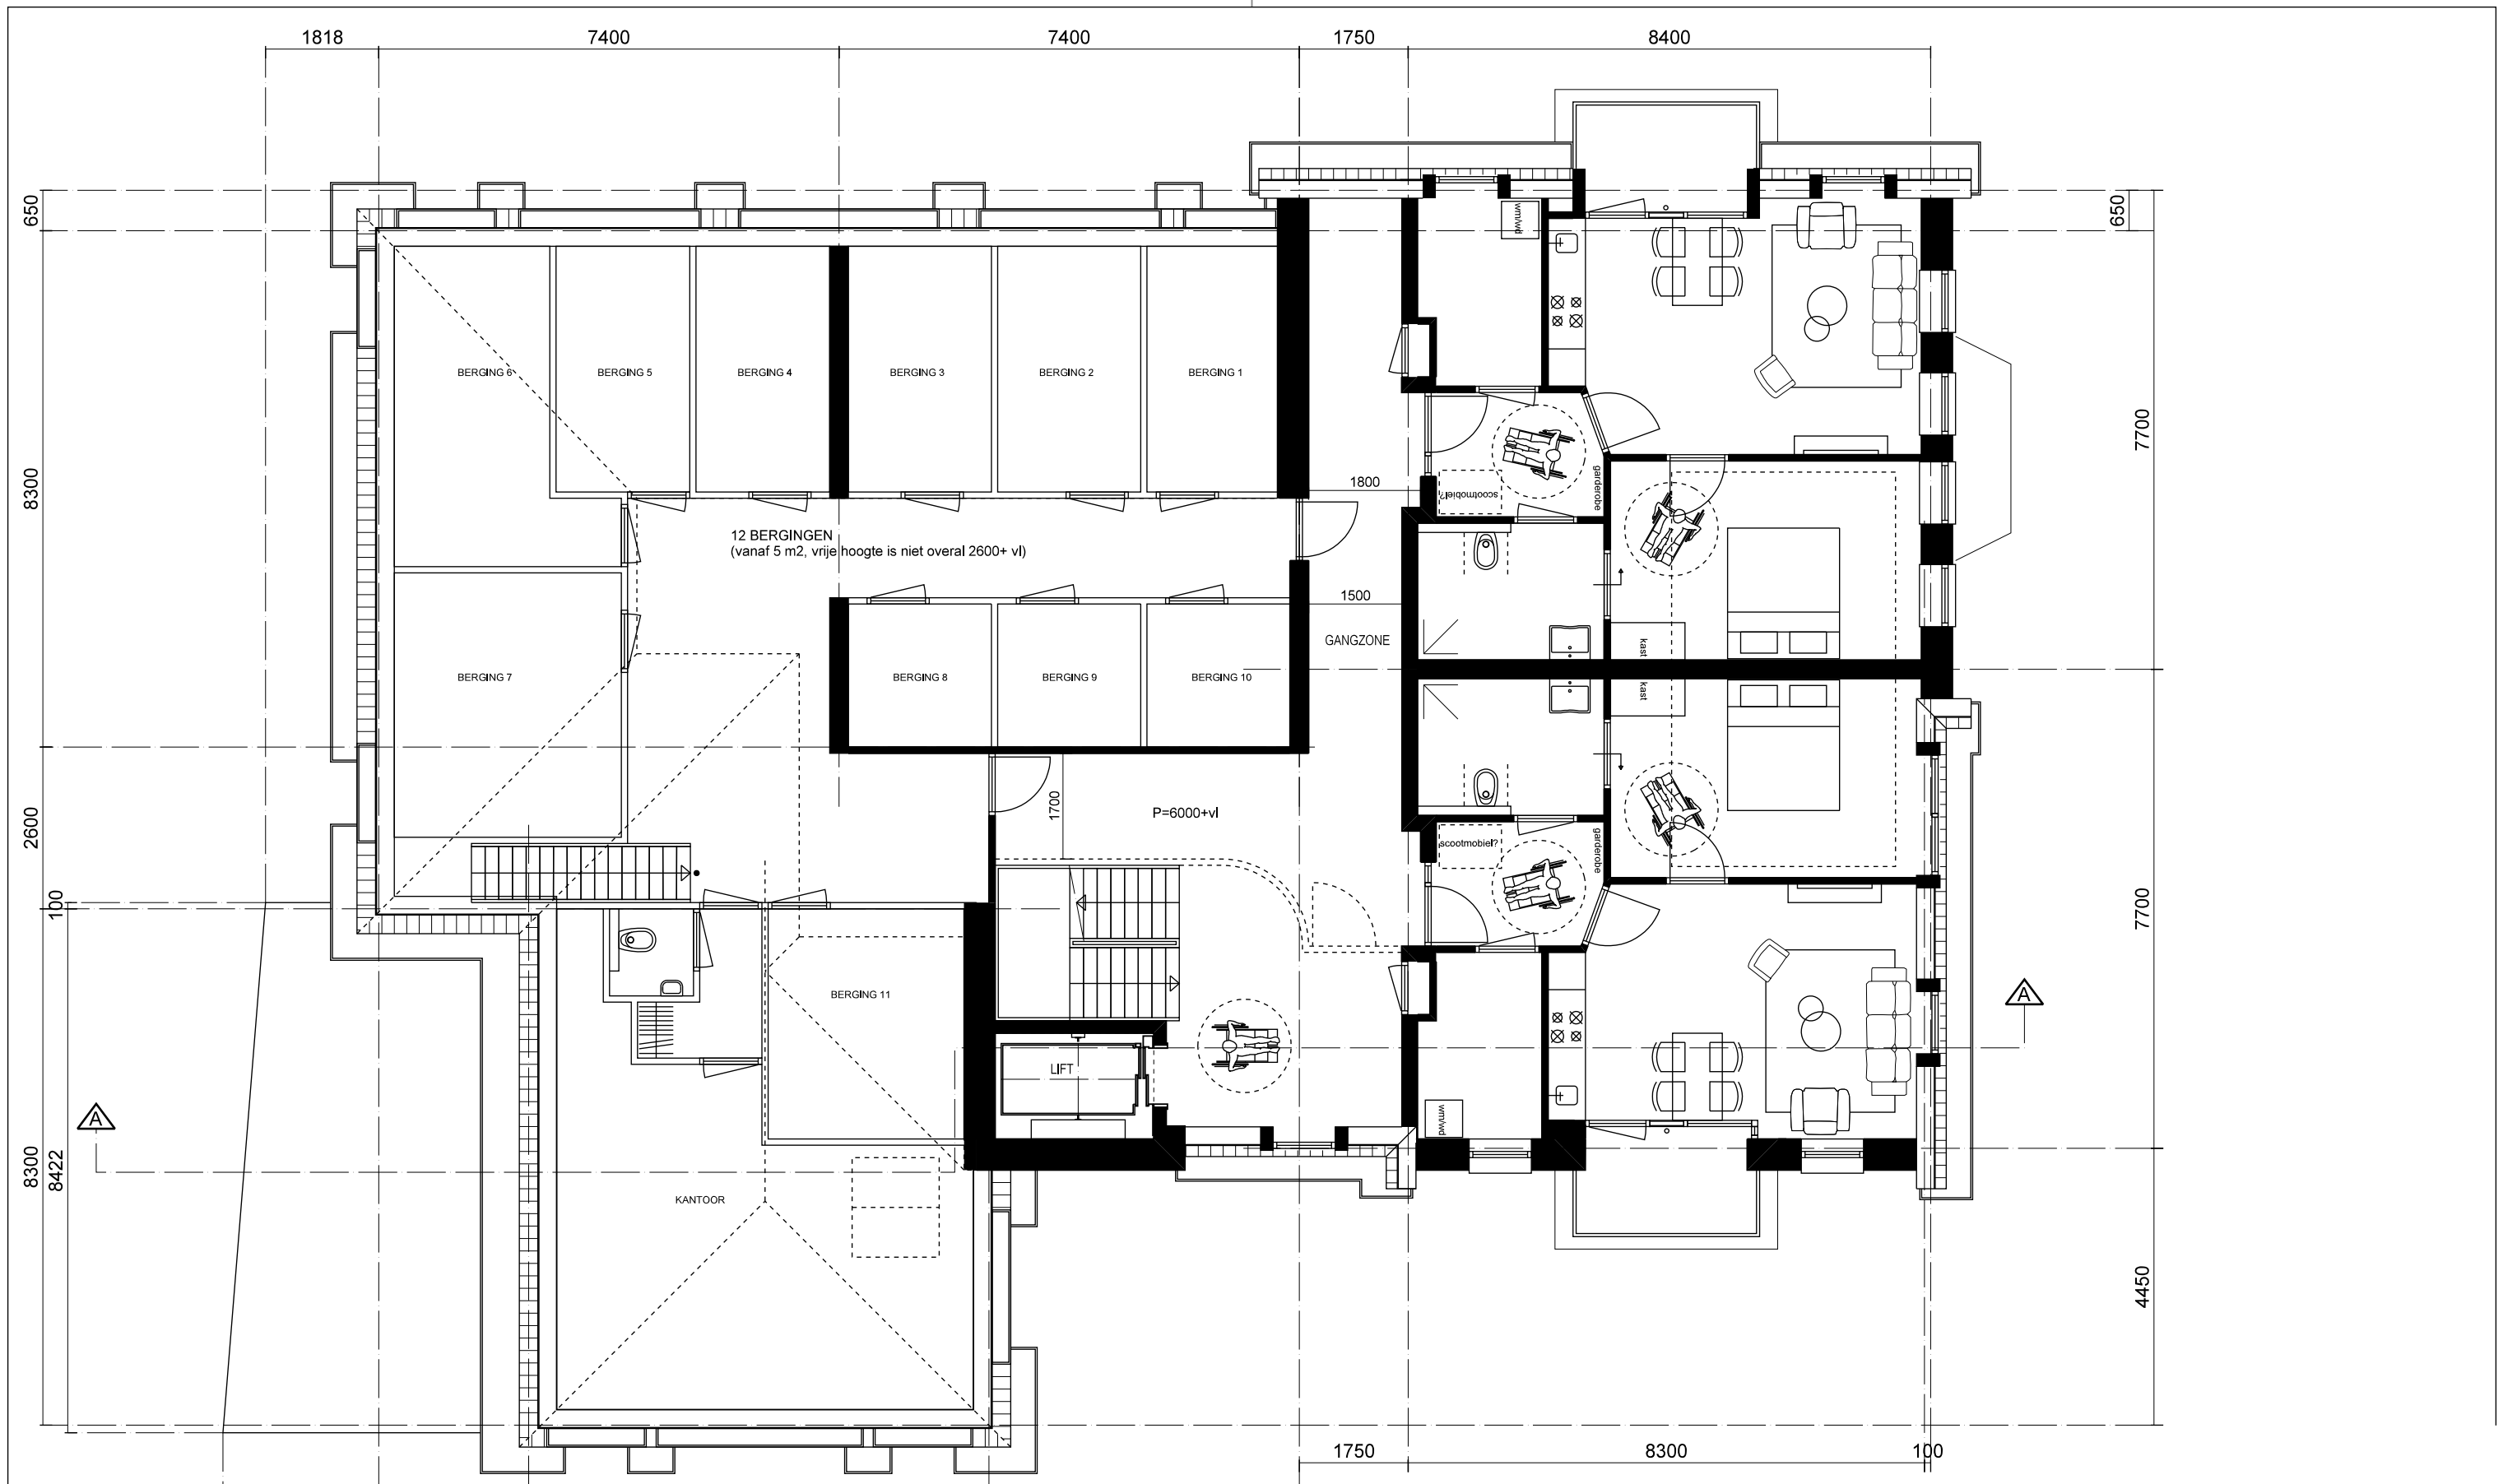 1818
7400
7400
1750
8400
650
650
wm/wd
BERGING 6
BERGING 5
BERGING 4
BERGING 3
BERGING 2
BERGING 1
7700
8300
garderobe
scootmobiel?
1800
12 BERGINGEN
(vanaf 5 m2, vrije hoogte is niet overal 2600+ vl)
1500
GANGZONE
kast
BERGING 7
BERGING 8
BERGING 9
BERGING 10
kast
1700
P=6000+vl
2600
scootmobiel?
garderobe
100
7700
BERGING 11
A
LIFT
A
wm/wd
8300
8422
KANTOOR
4450
1750
8300
100